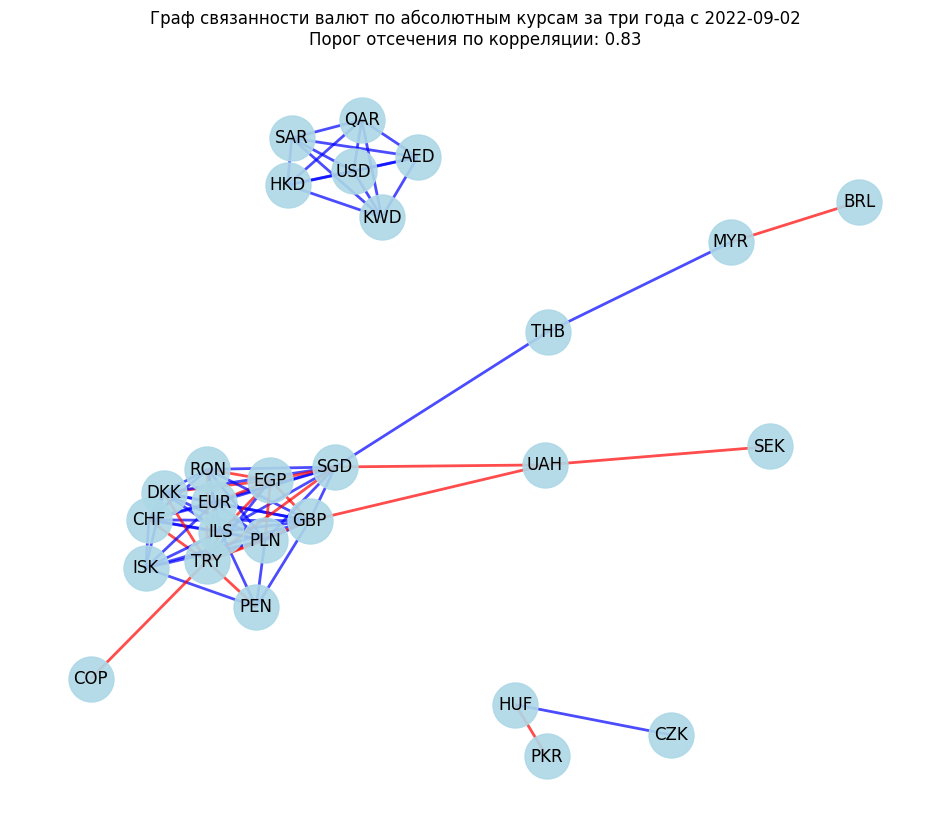 Граф связанности валют по абсолютным курсам за три года с 2022-09-02
Порог отсечения по корреляции: 0.83
QAR
SAR
AED
USD
HKD
KWD
BRL
MYR
THB
SEK
UAH
SGD
RON
EGP
DKK
EUR
CHF
GBP
ILS
PLN
TRY
ISK
PEN
COP
HUF
CZK
PKR